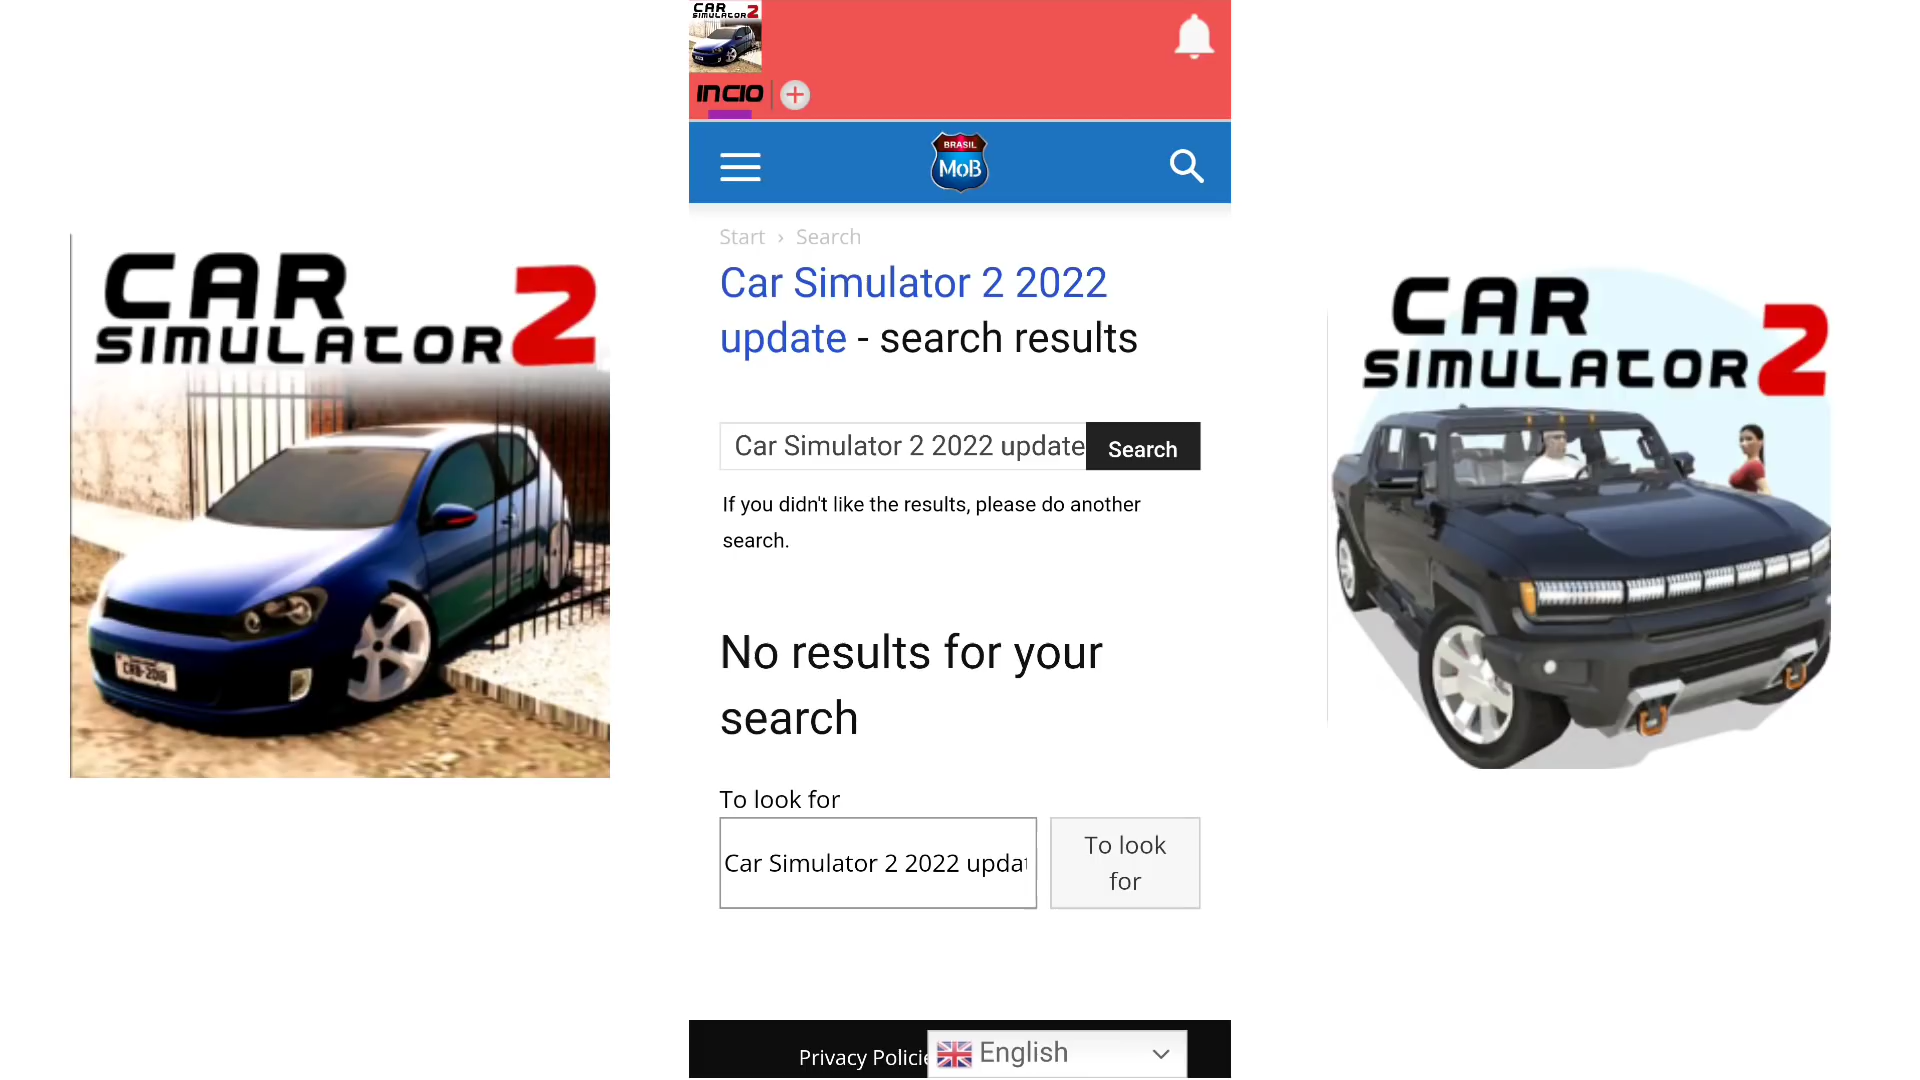 CAR
SIMULATOR 2
INCIO
BRASIL
MoB
Start › Search
Car Simulator 2 2022
update - search results
Car Simulator 2 2022 update
Search
If you didn't like the results, please do another
search.
No results for your
search
To look for
Car Simulator 2 2022 updat
To look
for
Privacy Policie
English
CAR
SIMULATOR 2
CAR
SIMULATOR 2